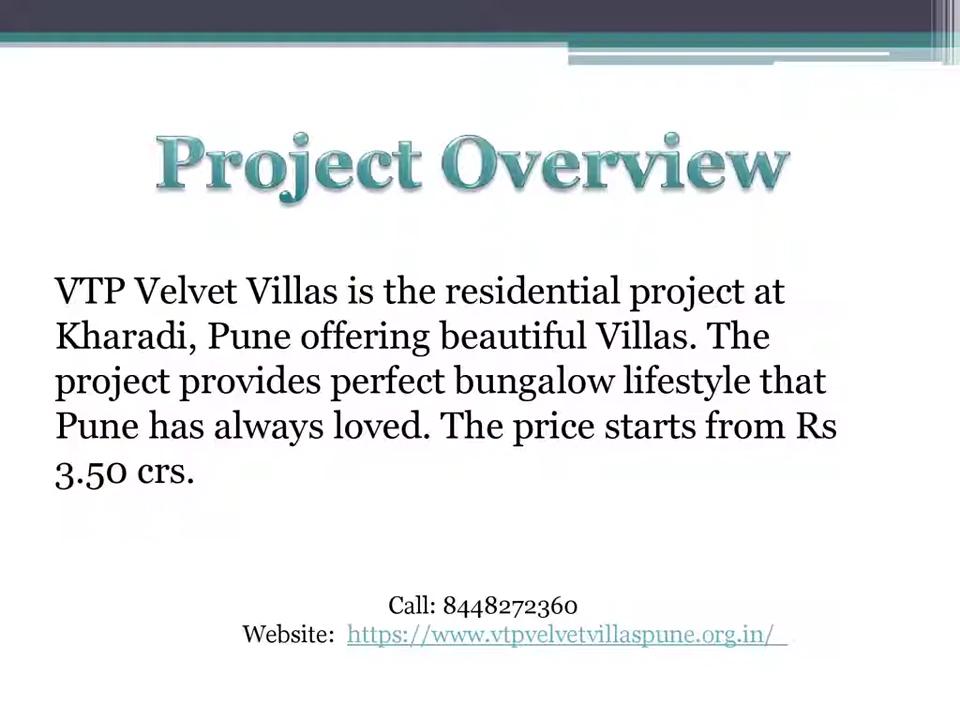 Project Overview
VTP Velvet Villas is the residential project at
Kharadi, Pune offering beautiful Villas. The
project provides perfect bungalow lifestyle that
Pune has always loved. The price starts from Rs
3.50 crs.
Call: 8448272360
Website: https://www.vtpvelvetvillaspune.org.in/